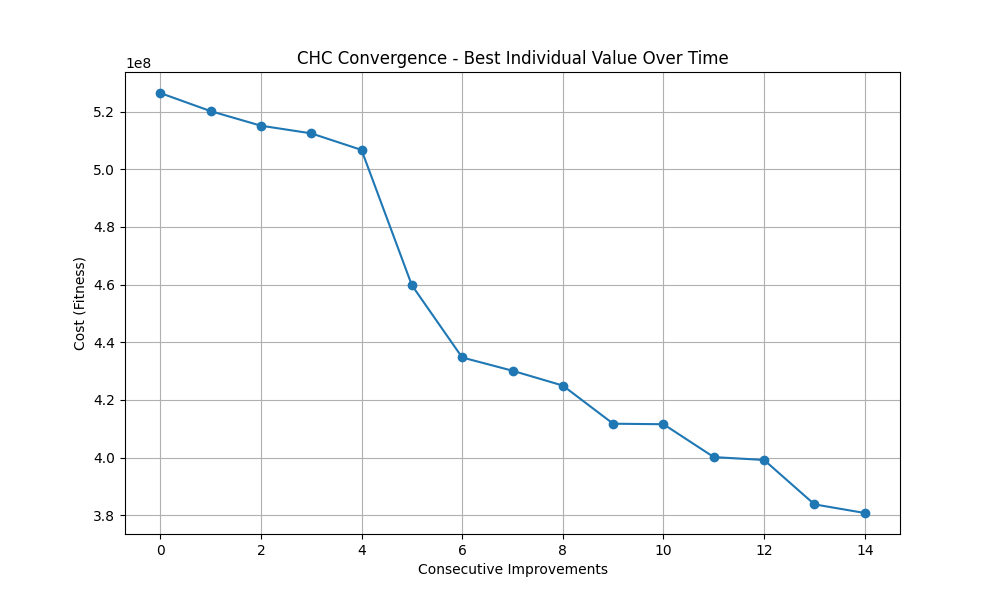 CHC Convergence - Best Individual Value Over Time
1e8
5.2
5.0
4.8
4.6
4.4
4.2
4.0
3.8
Cost (Fitness)
0 2 4 6 8 10 12 14
Consecutive Improvements